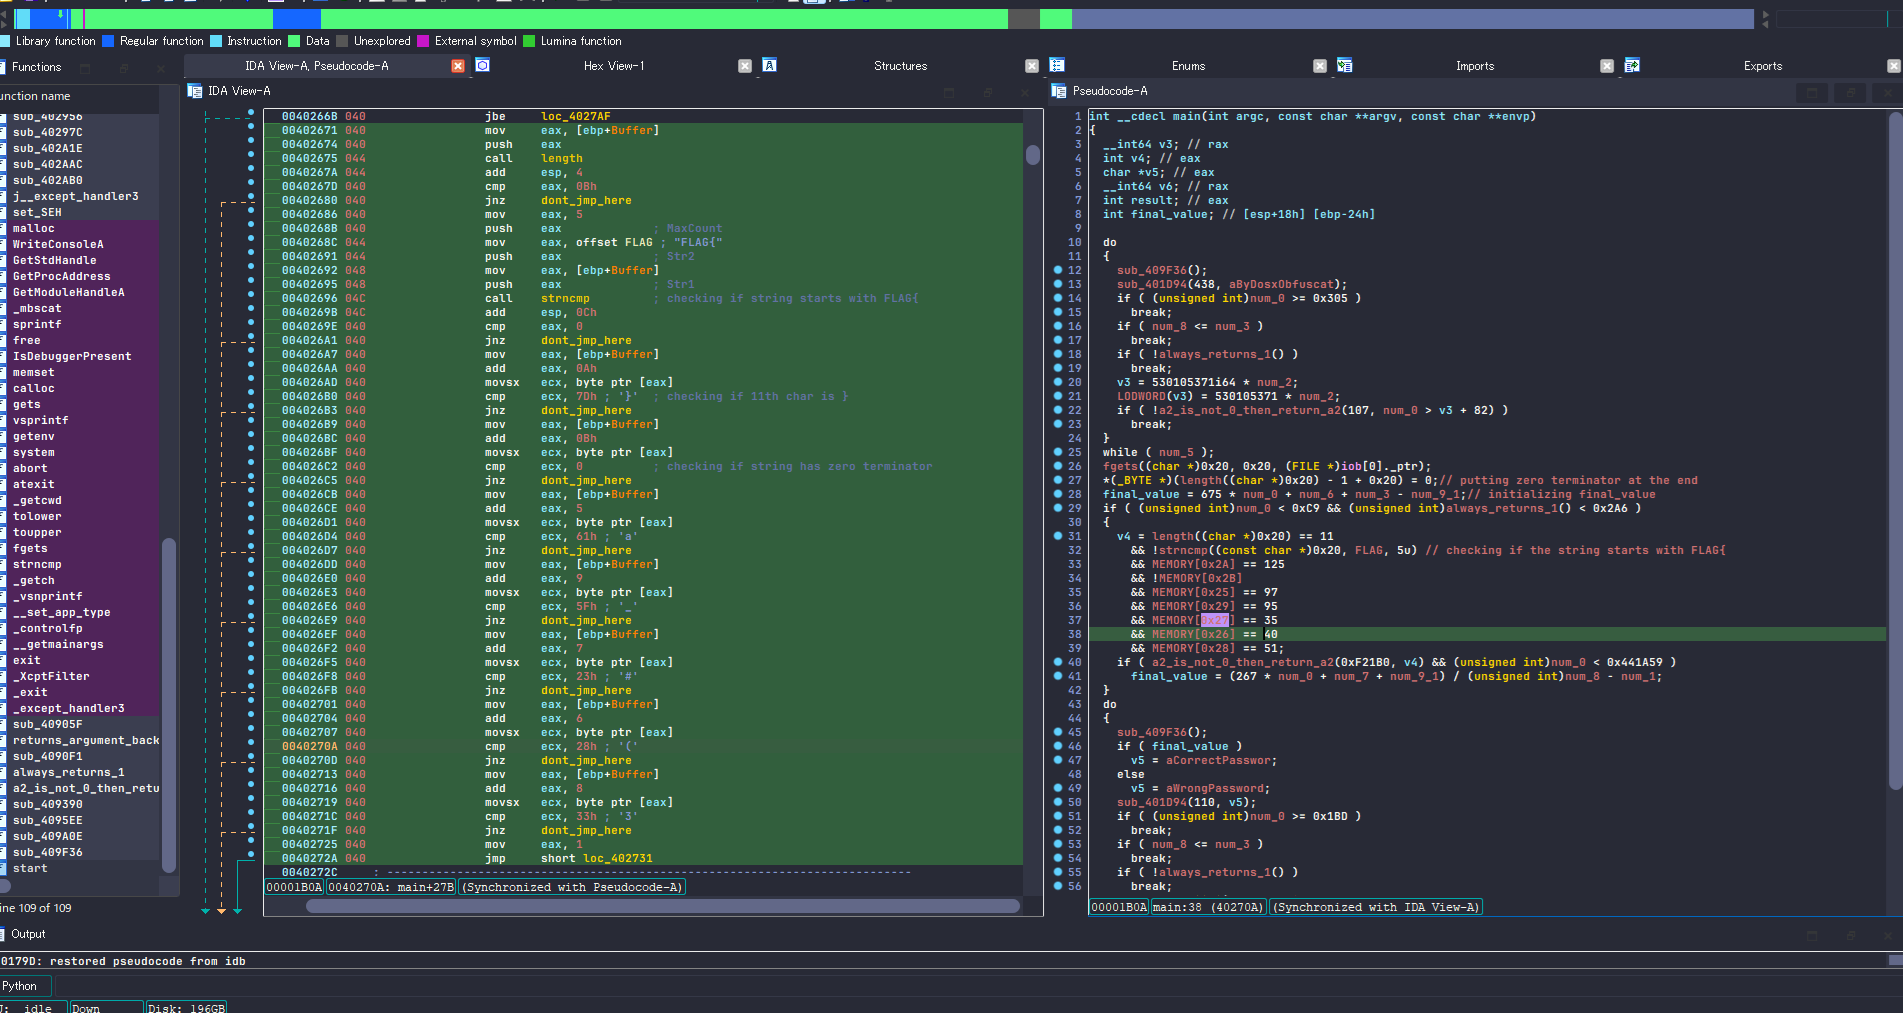 Library function Regular function Instruction Data Unexplored External symbol Lumina function
Functions
IDA View-A, Pseudocode-A
Hex View-1
Structures
Enums
Imports
Exports
unction name
sub_402956
sub_40297C
sub_402A1E
sub_402AAC
sub_402AB0
j__except_handler3
set_SEH
malloc
WriteConsoleA
GetStdHandle
GetProcAddress
GetModuleHandleA
_mbscat
sprintf
free
IsDebuggerPresent
memset
calloc
gets
vsprintf
getenv
system
abort
atexit
_getcwd
tolower
toupper
fgets
strncmp
_getch
_vsnprintf
__set_app_type
_controlfp
__getmainargs
exit
_XcptFilter
_exit
_except_handler3
sub_40905F
returns_argument_back
sub_4090F1
always_returns_1
a2_is_not_0_then_retu
sub_409390
sub_4095EE
sub_409A0E
sub_409F36
start
ine 109 of 109
IDA View-A
0040266B 040 jbe loc_4027AF
00402671 040 mov eax, [ebp+Buffer]
00402674 040 push eax
00402675 044 call length
0040267A 044 add esp, 4
0040267D 040 cmp eax, 0Bh
00402680 040 jnz dont_jmp_here
00402686 040 mov eax, 5
0040268B 040 push eax ; MaxCount
0040268C 044 mov eax, offset FLAG ; "FLAG{"
00402691 044 push eax ; Str2
00402692 048 mov eax, [ebp+Buffer]
00402695 048 push eax ; Str1
00402696 04C call strncmp ; checking if string starts with FLAG{
0040269B 04C add esp, 0Ch
0040269E 040 cmp eax, 0
004026A1 040 jnz dont_jmp_here
004026A7 040 mov eax, [ebp+Buffer]
004026AA 040 add eax, 0Ah
004026AD 040 movsx ecx, byte ptr [eax]
004026B0 040 cmp ecx, 7Dh ; '}' ; checking if 11th char is }
004026B3 040 jnz dont_jmp_here
004026B9 040 mov eax, [ebp+Buffer]
004026BC 040 add eax, 0Bh
004026BF 040 movsx ecx, byte ptr [eax]
004026C2 040 cmp ecx, 0 ; checking if string has zero terminator
004026C5 040 jnz dont_jmp_here
004026CB 040 mov eax, [ebp+Buffer]
004026CE 040 add eax, 5
004026D1 040 movsx ecx, byte ptr [eax]
004026D4 040 cmp ecx, 61h ; 'a'
004026D7 040 jnz dont_jmp_here
004026DD 040 mov eax, [ebp+Buffer]
004026E0 040 add eax, 9
004026E3 040 movsx ecx, byte ptr [eax]
004026E6 040 cmp ecx, 5Fh ; '_'
004026E9 040 jnz dont_jmp_here
004026EF 040 mov eax, [ebp+Buffer]
004026F2 040 add eax, 7
004026F5 040 movsx ecx, byte ptr [eax]
004026F8 040 cmp ecx, 23h ; '#'
004026FB 040 jnz dont_jmp_here
00402701 040 mov eax, [ebp+Buffer]
00402704 040 add eax, 6
00402707 040 movsx ecx, byte ptr [eax]
0040270A 040 cmp ecx, 28h ; '('
0040270D 040 jnz dont_jmp_here
00402713 040 mov eax, [ebp+Buffer]
00402716 040 add eax, 8
00402719 040 movsx ecx, byte ptr [eax]
0040271C 040 cmp ecx, 33h ; '3'
0040271F 040 jnz dont_jmp_here
00402725 040 mov eax, 1
0040272A 040 jmp short loc_402731
0040272C ; ---------------------------------------------------------------------------
00001B0A 0040270A: main+27B (Synchronized with Pseudocode-A)
Pseudocode-A
1 int __cdecl main(int argc, const char **argv, const char **envp)
2 {
3 __int64 v3; // rax
4 int v4; // eax
5 char *v5; // eax
6 __int64 v6; // rax
7 int result; // eax
8 int final_value; // [esp+18h] [ebp-24h]
9
10 do
11 {
12 sub_409F36();
13 sub_401D94(438, aByDosxObfuscat);
14 if ( (unsigned int)num_0 >= 0x305 )
15 break;
16 if ( num_8 <= num_3 )
17 break;
18 if ( !always_returns_1() )
19 break;
20 v3 = 530105371i64 * num_2;
21 LODWORD(v3) = 530105371 * num_2;
22 if ( !a2_is_not_0_then_return_a2(107, num_0 > v3 + 82) )
23 break;
24 }
25 while ( num_5 );
26 fgets((char *)0x20, 0x20, (FILE *)iob[0]._ptr);
27 *(_BYTE *)(length((char *)0x20) - 1 + 0x20) = 0;// putting zero terminator at the end
28 final_value = 675 * num_0 + num_6 + num_3 - num_9_1;// initializing final_value
29 if ( (unsigned int)num_0 < 0xC9 && (unsigned int)always_returns_1() < 0x2A6 )
30 {
31 v4 = length((char *)0x20) == 11
32 && !strncmp((const char *)0x20, FLAG, 5u) // checking if the string starts with FLAG{
33 && MEMORY[0x2A] == 125
34 && !MEMORY[0x2B]
35 && MEMORY[0x25] == 97
36 && MEMORY[0x29] == 95
37 && MEMORY[0x27] == 35
38 && MEMORY[0x26] == 40
39 && MEMORY[0x28] == 51;
40 if ( a2_is_not_0_then_return_a2(0xF21B0, v4) && (unsigned int)num_0 < 0x441A59 )
41 final_value = (267 * num_0 + num_7 + num_9_1) / (unsigned int)num_8 - num_1;
42 }
43 do
44 {
45 sub_409F36();
46 if ( final_value )
47 v5 = aCorrectPasswor;
48 else
49 v5 = aWrongPassword;
50 sub_401D94(110, v5);
51 if ( (unsigned int)num_0 >= 0x1BD )
52 break;
53 if ( num_8 <= num_3 )
54 break;
55 if ( !always_returns_1() )
56 break;
00001B0A main:38 (40270A) (Synchronized with IDA View-A)
Output
0179D: restored pseudocode from idb
Python
idle Down Disk: 196GB